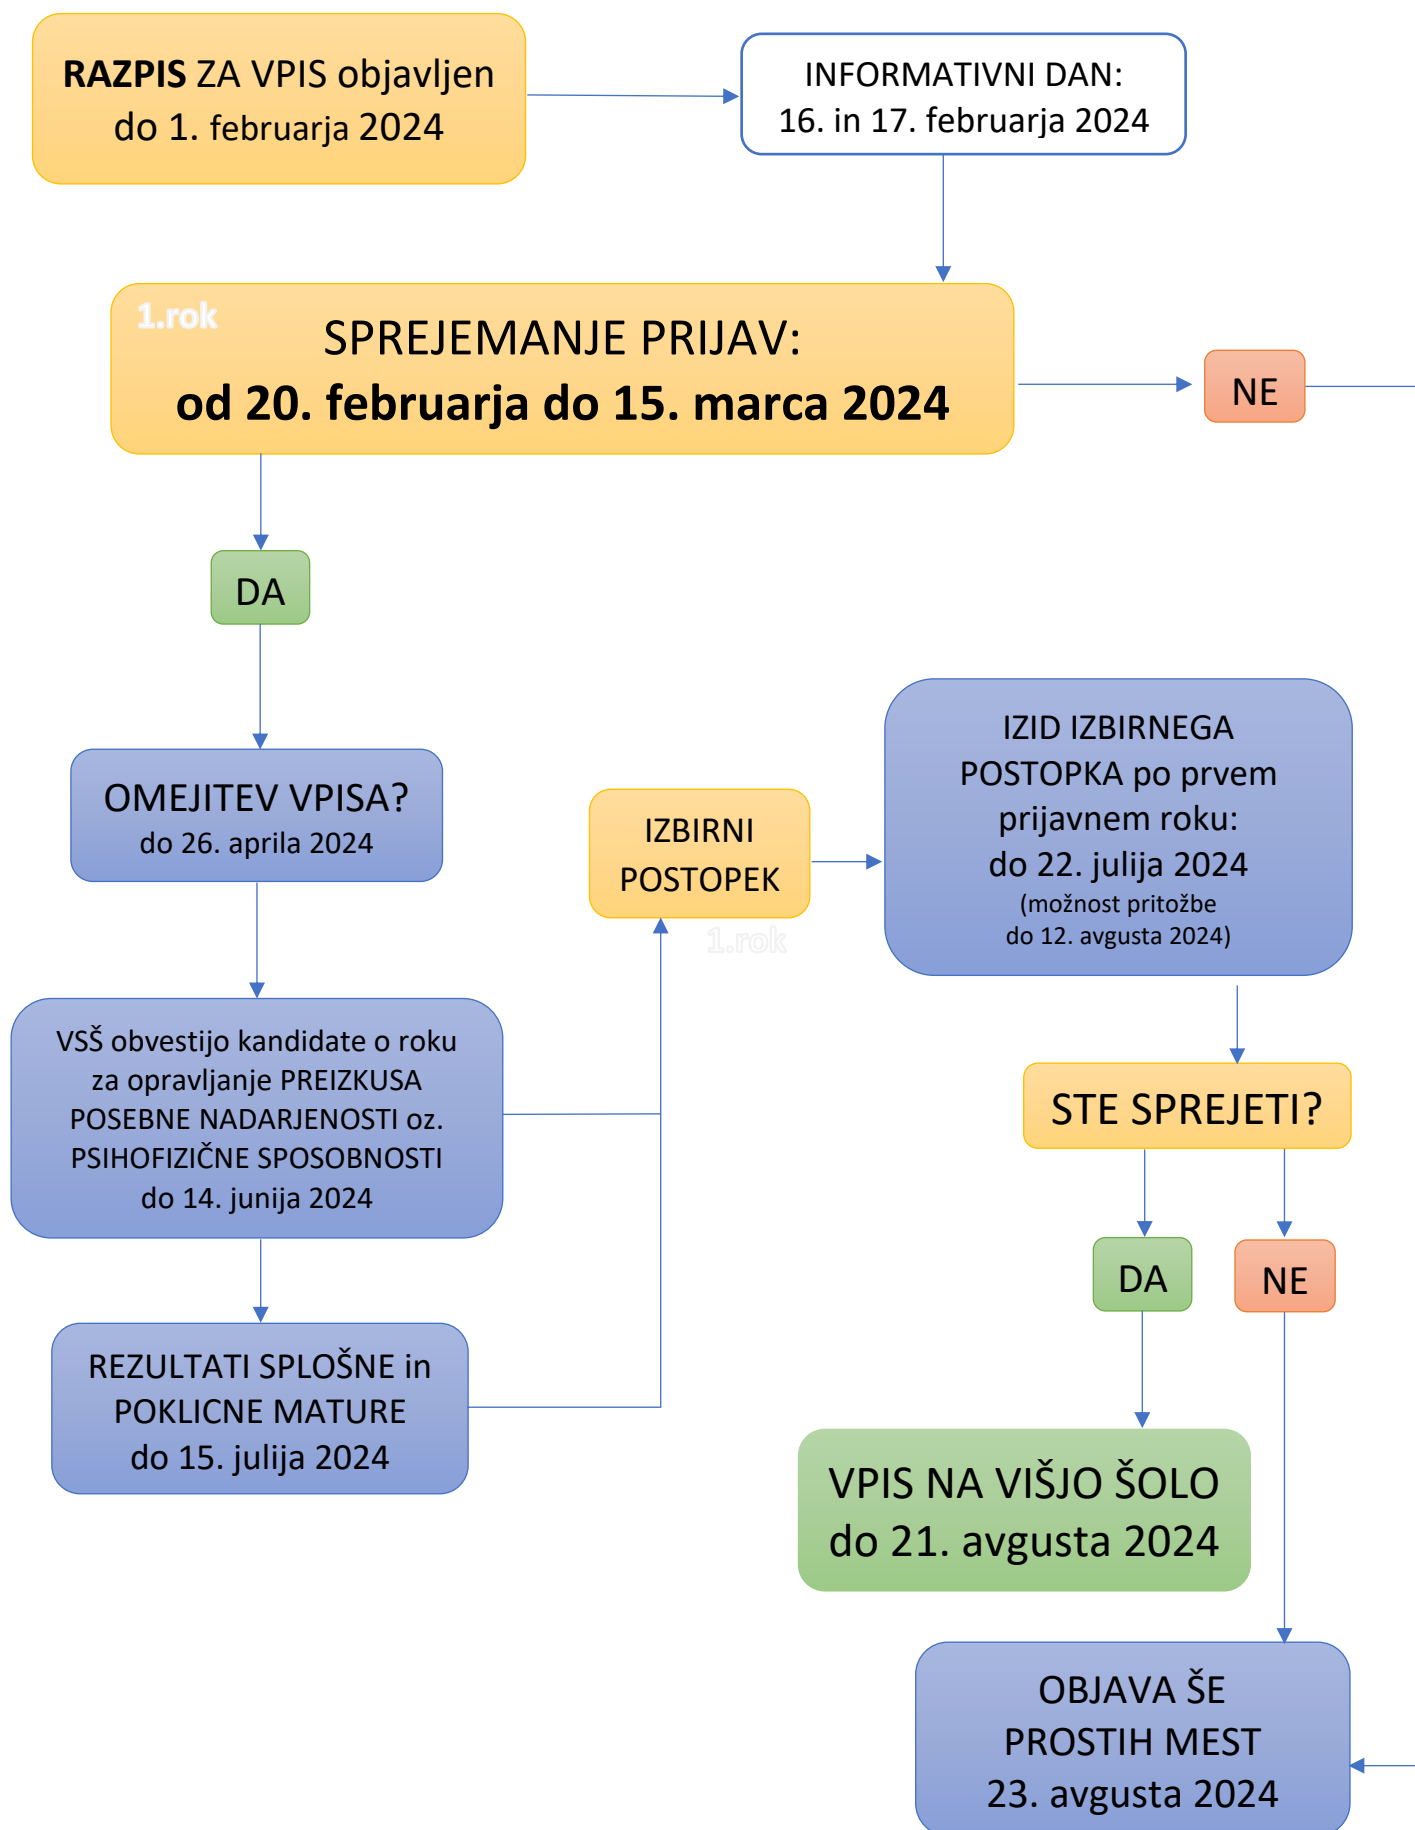 RAZPIS ZA VPIS objavljen
do 1. februarja 2024
INFORMATIVNI DAN:
16. in 17. februarja 2024
1.rok
SPREJEMANJE PRIJAV:
od 20. februarja do 15. marca 2024
NE
DA
OMEJITEV VPISA?
do 26. aprila 2024
IZBIRNI
POSTOPEK
1.rok
IZID IZBIRNEGA
POSTOPKA po prvem
prijavnem roku:
do 22. julija 2024
(možnost pritožbe
do 12. avgusta 2024)
VSŠ obvestijo kandidate o roku
za opravljanje PREIZKUSA
POSEBNE NADARJENOSTI oz.
PSIHOFIZIČNE SPOSOBNOSTI
do 14. junija 2024
STE SPREJETI?
DA
NE
REZULTATI SPLOŠNE in
POKLICNE MATURE
do 15. julija 2024
VPIS NA VIŠJO ŠOLO
do 21. avgusta 2024
OBJAVA ŠE
PROSTIH MEST
23. avgusta 2024